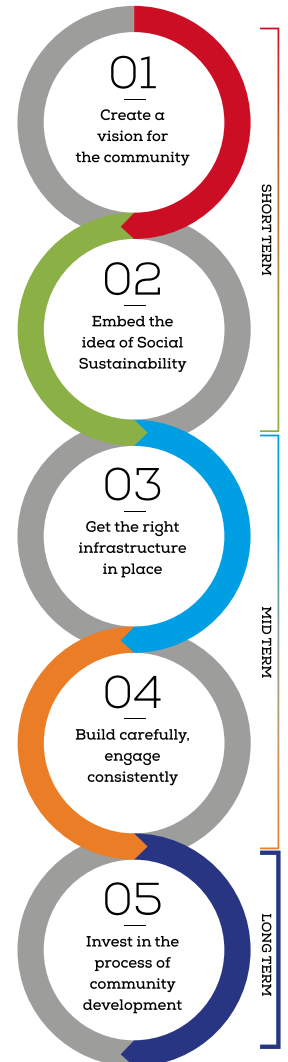 01
Create a
vision for
the community
SHORT TERM
02
Embed the
idea of Social
Sustainability
03
Get the right
infrastructure
in place
MID TERM
04
Build carefully,
engage
consistently
05
Invest in the
process of
community
development
LONG TERM